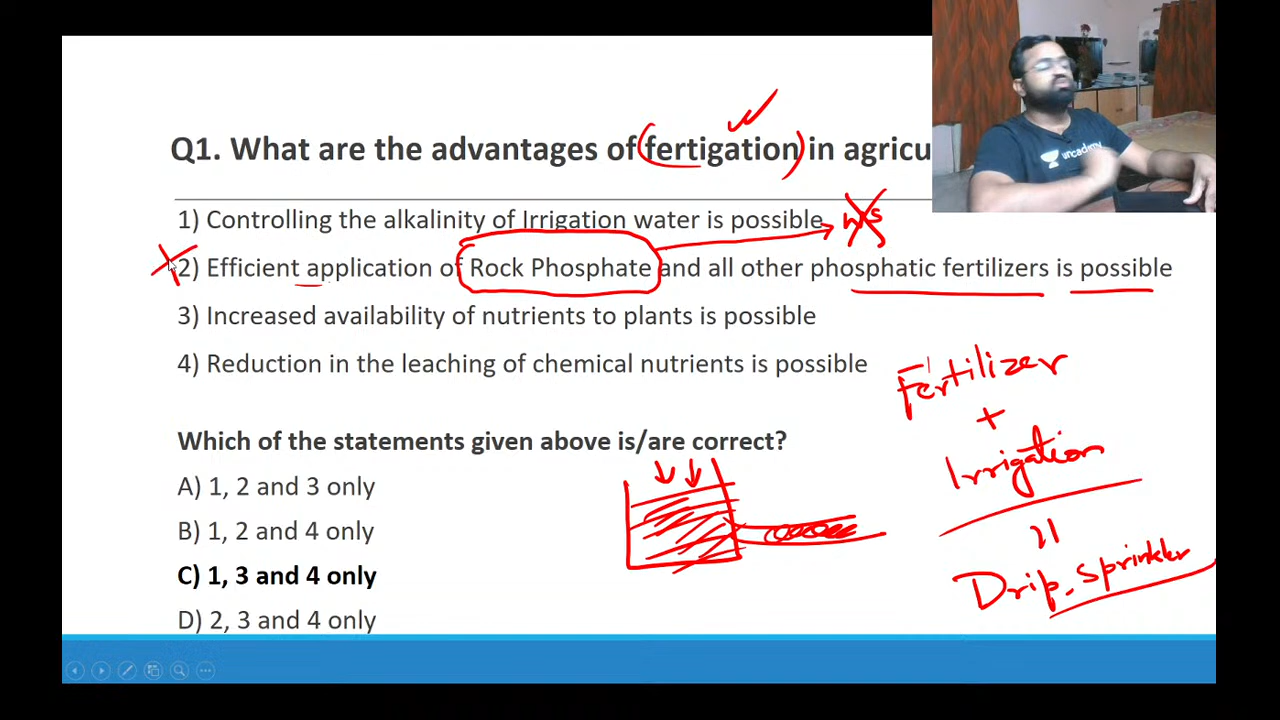 Q1. What are the advantages of fertigation in agricu
1) Controlling the alkalinity of Irrigation water is possible
2) Efficient application of Rock Phosphate and all other phosphatic fertilizers is possible
3) Increased availability of nutrients to plants is possible
4) Reduction in the leaching of chemical nutrients is possible
Which of the statements given above is/are correct?
A) 1, 2 and 3 only
B) 1, 2 and 4 only
C) 1, 3 and 4 only
D) 2, 3 and 4 only
Fertilizer
+
Irrigation
Drip, Sprinkler
unacademy